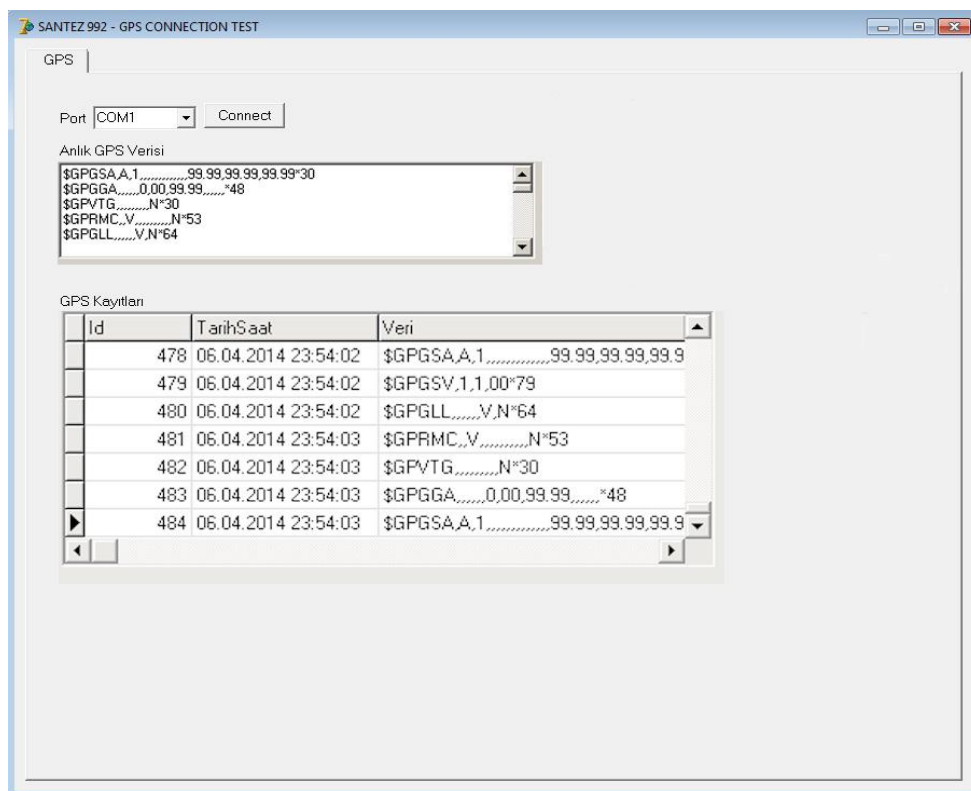 SANTEZ 992 - GPS CONNECTION TEST
GPS
Port COM1 Connect
Anlık GPS Verisi
$GPGSA,A,1,,,,,,,,,,,,,99.99,99.99,99.99*30
$GPGGA,,,,,,0,00,99.99,,,,,,*48
$GPVTG,,,,,,,,,N*30
$GPRMC,,V,,,,,,,,,,N*53
$GPGLL,,,,,,V,N*64
GPS Kayıtları
Id TarihSaat Veri
478 06.04.2014 23:54:02 $GPGSA,A,1,,,,,,,,,,,,,99.99,99.99,99.9
479 06.04.2014 23:54:02 $GPGSV,1,1,00*79
480 06.04.2014 23:54:02 $GPGLL,,,,,,V,N*64
481 06.04.2014 23:54:03 $GPRMC,,V,,,,,,,,,,N*53
482 06.04.2014 23:54:03 $GPVTG,,,,,,,,,N*30
483 06.04.2014 23:54:03 $GPGGA,,,,,,0,00,99.99,,,,,,*48
484 06.04.2014 23:54:03 $GPGSA,A,1,,,,,,,,,,,,,99.99,99.99,99.9